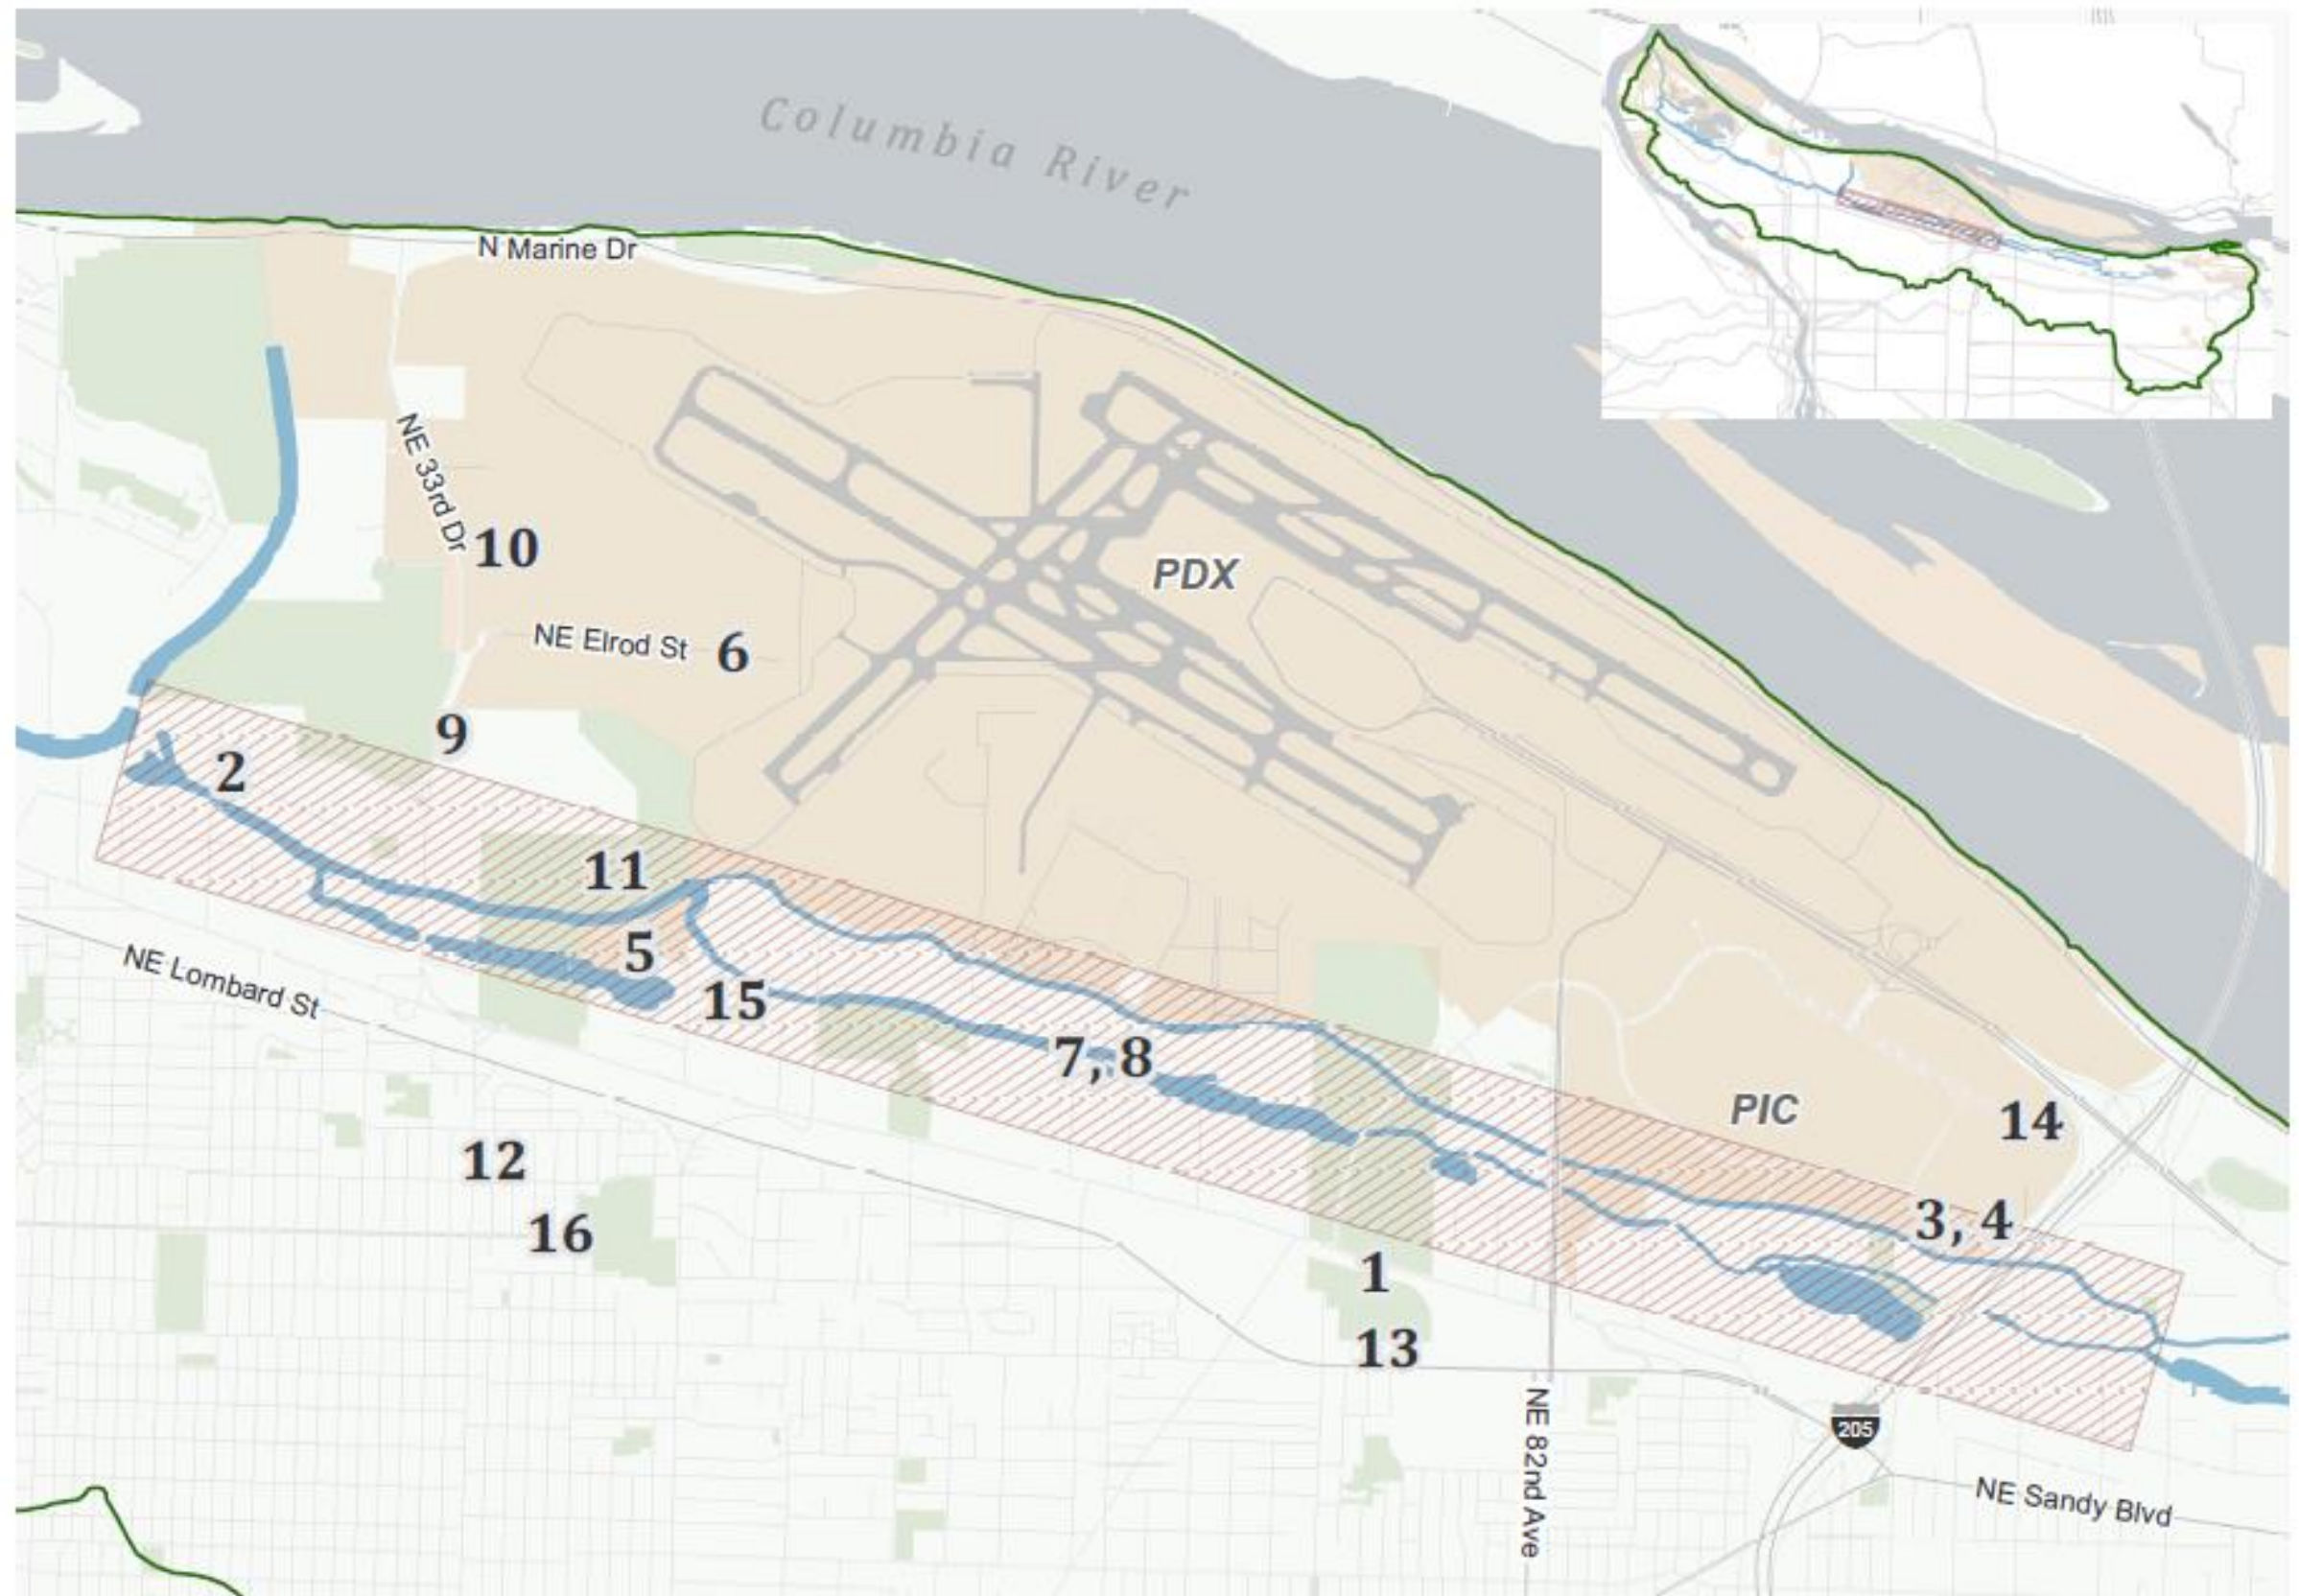 Columbia River
N Marine Dr
NE 33rd Dr
10
PDX
NE Elrod St
6
9
2
11
5
NE Lombard St
15
7, 8
PIC
14
12
3, 4
16
1
13
NE 82nd Ave
205
NE Sandy Blvd